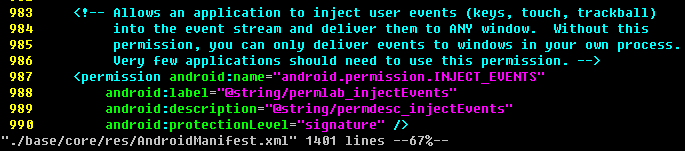 983 <!-- Allows an application to inject user events (keys, touch, trackball)
984 into the event stream and deliver them to ANY window. Without this
985 permission, you can only deliver events to windows in your own process.
986 Very few applications should need to use this permission. -->
987 <permission android:name="android.permission.INJECT_EVENTS"
988 android:label="@string/permlab_injectEvents"
989 android:description="@string/permdesc_injectEvents"
990 android:protectionLevel="signature" />
"./base/core/res/AndroidManifest.xml" 1401 lines --67%--